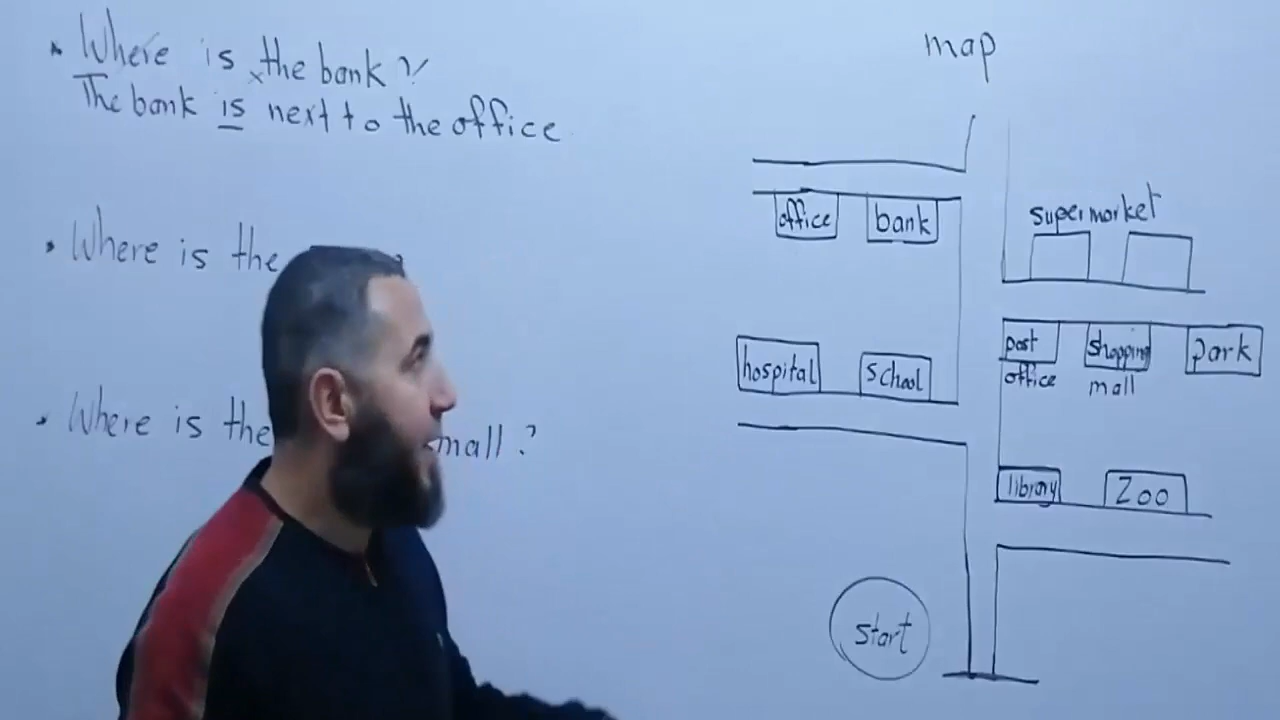 Where is the bank?
The bank is next to the office
Where is the
Where is the mall?
map
office
bank
supermarket
post office
shopping mall
park
hospital
school
library
Zoo
start